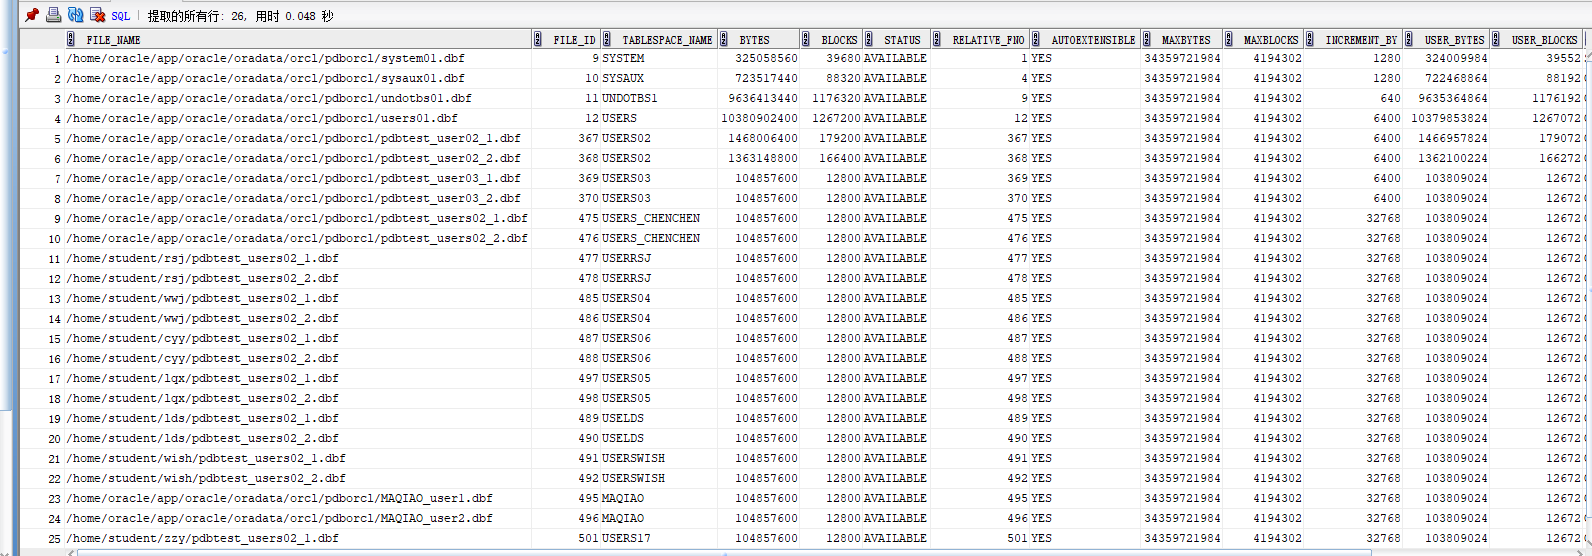 SQL | 提取的所有行: 26, 用时 0.048 秒
FILE_NAME FILE_ID TABLESPACE_NAME BYTES BLOCKS STATUS RELATIVE_FNO AUTOEXTENSIBLE MAXBYTES MAXBLOCKS INCREMENT_BY USER_BYTES USER_BLOCKS
1 /home/oracle/app/oracle/oradata/orcl/pdborcl/system01.dbf 9 SYSTEM 325058560 39680 AVAILABLE 1 YES 34359721984 4194302 1280 324009984 39552
2 /home/oracle/app/oracle/oradata/orcl/pdborcl/sysaux01.dbf 10 SYSAUX 723517440 88320 AVAILABLE 4 YES 34359721984 4194302 1280 722468864 88192
3 /home/oracle/app/oracle/oradata/orcl/pdborcl/undotbs01.dbf 11 UNDOTBS1 9636413440 1176320 AVAILABLE 9 YES 34359721984 4194302 640 9635364864 1176192
4 /home/oracle/app/oracle/oradata/orcl/pdborcl/users01.dbf 12 USERS 10380902400 1267200 AVAILABLE 12 YES 34359721984 4194302 6400 10379853824 1267072
5 /home/oracle/app/oracle/oradata/orcl/pdborcl/pdbtest_user02_1.dbf 367 USERS02 1468006400 179200 AVAILABLE 367 YES 34359721984 4194302 6400 1466957824 179072
6 /home/oracle/app/oracle/oradata/orcl/pdborcl/pdbtest_user02_2.dbf 368 USERS02 1363148800 166400 AVAILABLE 368 YES 34359721984 4194302 6400 1362100224 166272
7 /home/oracle/app/oracle/oradata/orcl/pdborcl/pdbtest_user03_1.dbf 369 USERS03 104857600 12800 AVAILABLE 369 YES 34359721984 4194302 6400 103809024 12672
8 /home/oracle/app/oracle/oradata/orcl/pdborcl/pdbtest_user03_2.dbf 370 USERS03 104857600 12800 AVAILABLE 370 YES 34359721984 4194302 6400 103809024 12672
9 /home/oracle/app/oracle/oradata/orcl/pdborcl/pdbtest_users02_1.dbf 475 USERS_CHENCHEN 104857600 12800 AVAILABLE 475 YES 34359721984 4194302 32768 103809024 12672
10 /home/oracle/app/oracle/oradata/orcl/pdborcl/pdbtest_users02_2.dbf 476 USERS_CHENCHEN 104857600 12800 AVAILABLE 476 YES 34359721984 4194302 32768 103809024 12672
11 /home/student/rsj/pdbtest_users02_1.dbf 477 USERRSJ 104857600 12800 AVAILABLE 477 YES 34359721984 4194302 32768 103809024 12672
12 /home/student/rsj/pdbtest_users02_2.dbf 478 USERRSJ 104857600 12800 AVAILABLE 478 YES 34359721984 4194302 32768 103809024 12672
13 /home/student/wwj/pdbtest_users02_1.dbf 485 USERS04 104857600 12800 AVAILABLE 485 YES 34359721984 4194302 32768 103809024 12672
14 /home/student/wwj/pdbtest_users02_2.dbf 486 USERS04 104857600 12800 AVAILABLE 486 YES 34359721984 4194302 32768 103809024 12672
15 /home/student/cyy/pdbtest_users02_1.dbf 487 USERS06 104857600 12800 AVAILABLE 487 YES 34359721984 4194302 32768 103809024 12672
16 /home/student/cyy/pdbtest_users02_2.dbf 488 USERS06 104857600 12800 AVAILABLE 488 YES 34359721984 4194302 32768 103809024 12672
17 /home/student/lqx/pdbtest_users02_1.dbf 497 USERS05 104857600 12800 AVAILABLE 497 YES 34359721984 4194302 32768 103809024 12672
18 /home/student/lqx/pdbtest_users02_2.dbf 498 USERS05 104857600 12800 AVAILABLE 498 YES 34359721984 4194302 32768 103809024 12672
19 /home/student/lds/pdbtest_users02_1.dbf 489 USELDS 104857600 12800 AVAILABLE 489 YES 34359721984 4194302 32768 103809024 12672
20 /home/student/lds/pdbtest_users02_2.dbf 490 USELDS 104857600 12800 AVAILABLE 490 YES 34359721984 4194302 32768 103809024 12672
21 /home/student/wish/pdbtest_users02_1.dbf 491 USERSWISH 104857600 12800 AVAILABLE 491 YES 34359721984 4194302 32768 103809024 12672
22 /home/student/wish/pdbtest_users02_2.dbf 492 USERSWISH 104857600 12800 AVAILABLE 492 YES 34359721984 4194302 32768 103809024 12672
23 /home/oracle/app/oracle/oradata/orcl/pdborcl/MAQIAO_user1.dbf 495 MAQIAO 104857600 12800 AVAILABLE 495 YES 34359721984 4194302 32768 103809024 12672
24 /home/oracle/app/oracle/oradata/orcl/pdborcl/MAQIAO_user2.dbf 496 MAQIAO 104857600 12800 AVAILABLE 496 YES 34359721984 4194302 32768 103809024 12672
25 /home/student/zzy/pdbtest_users02_1.dbf 501 USERS17 104857600 12800 AVAILABLE 501 YES 34359721984 4194302 32768 103809024 12672